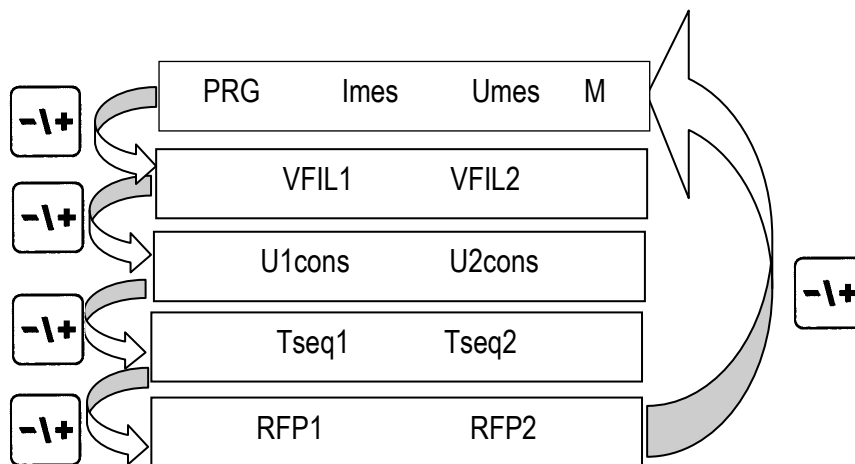 PRG Imes Umes M
-\+
VFIL1 VFIL2
-\+
U1cons U2cons
-\+
-\+
Tseq1 Tseq2
-\+
RFP1 RFP2